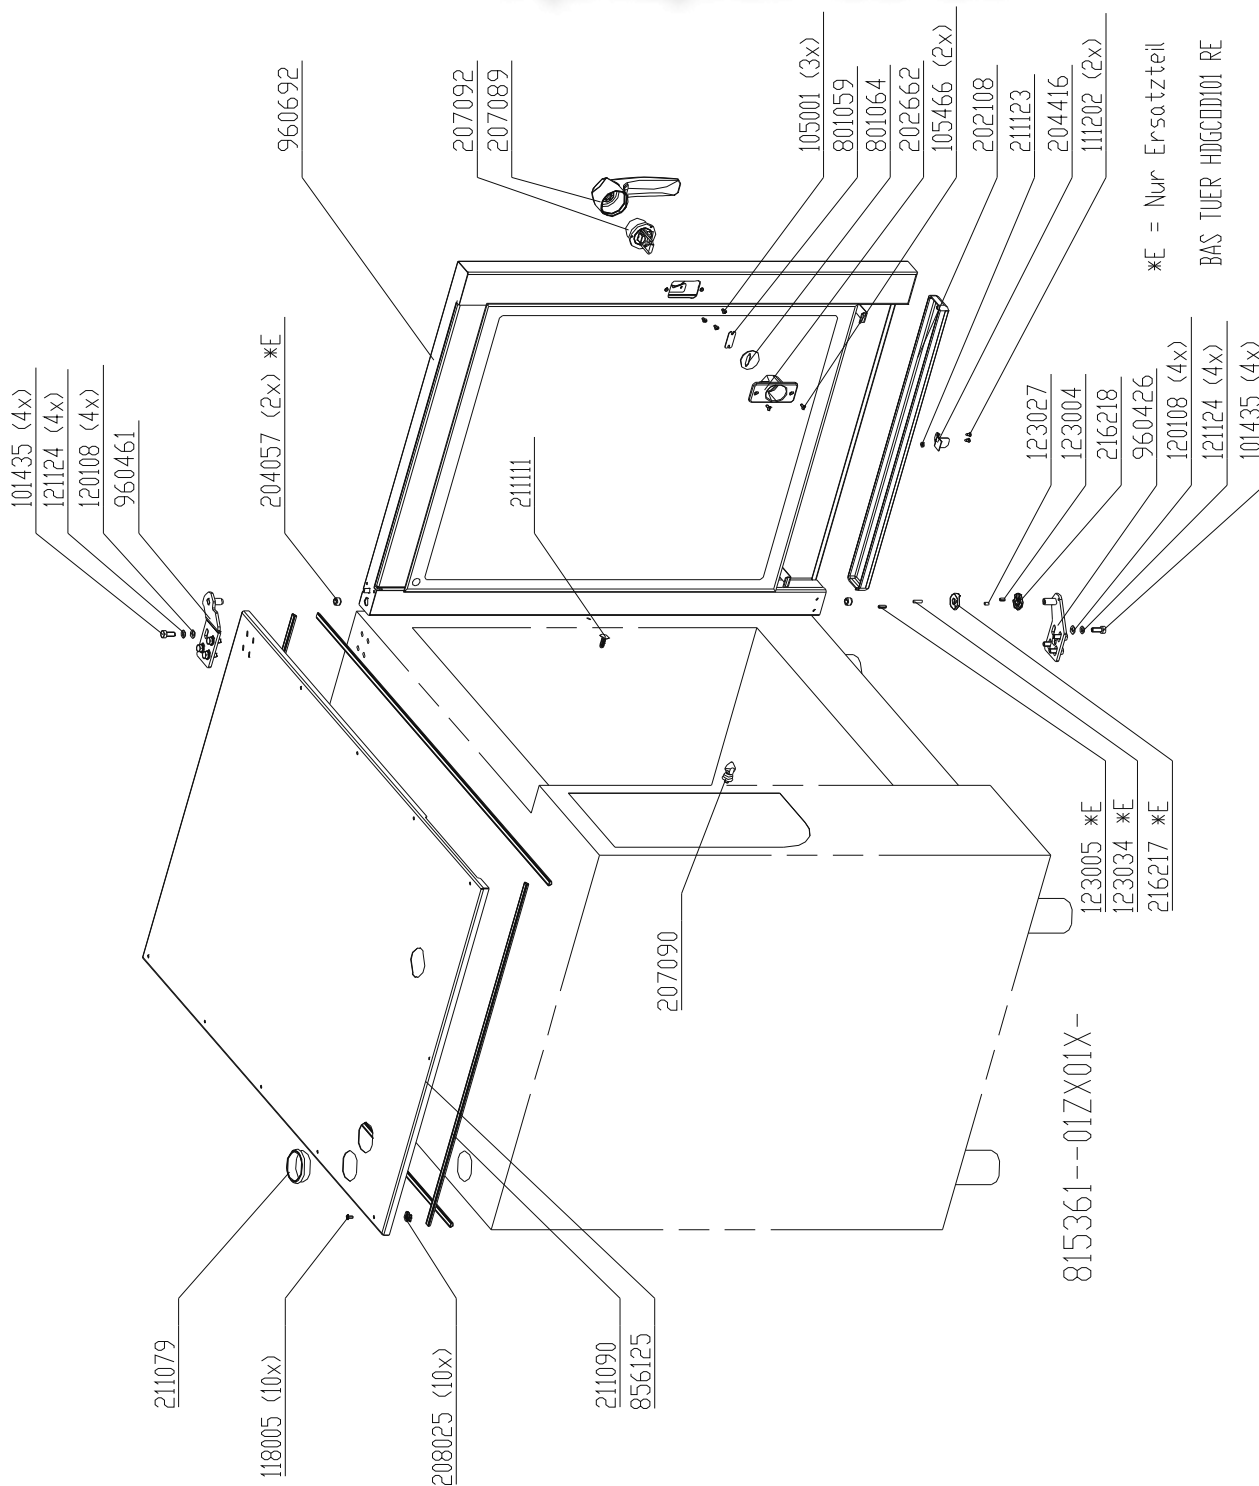 101435 (4x)
121124 (4x)
120108 (4x)
960461
204057 (2x) *E
960692
207092
207089
211111
105001 (3x)
801059
801064
202662
105466 (2x)
202108
211123
204416
111202 (2x)
*E = Nur Ersatzteil
BAS TUER HDGCDD101 RE
123027
123004
216218
960426
120108 (4x)
121124 (4x)
101435 (4x)
123005 *E
123034 *E
216217 *E
207090
815361--01ZX01X-
211079
118005 (10x)
208025 (10x)
211090
856125